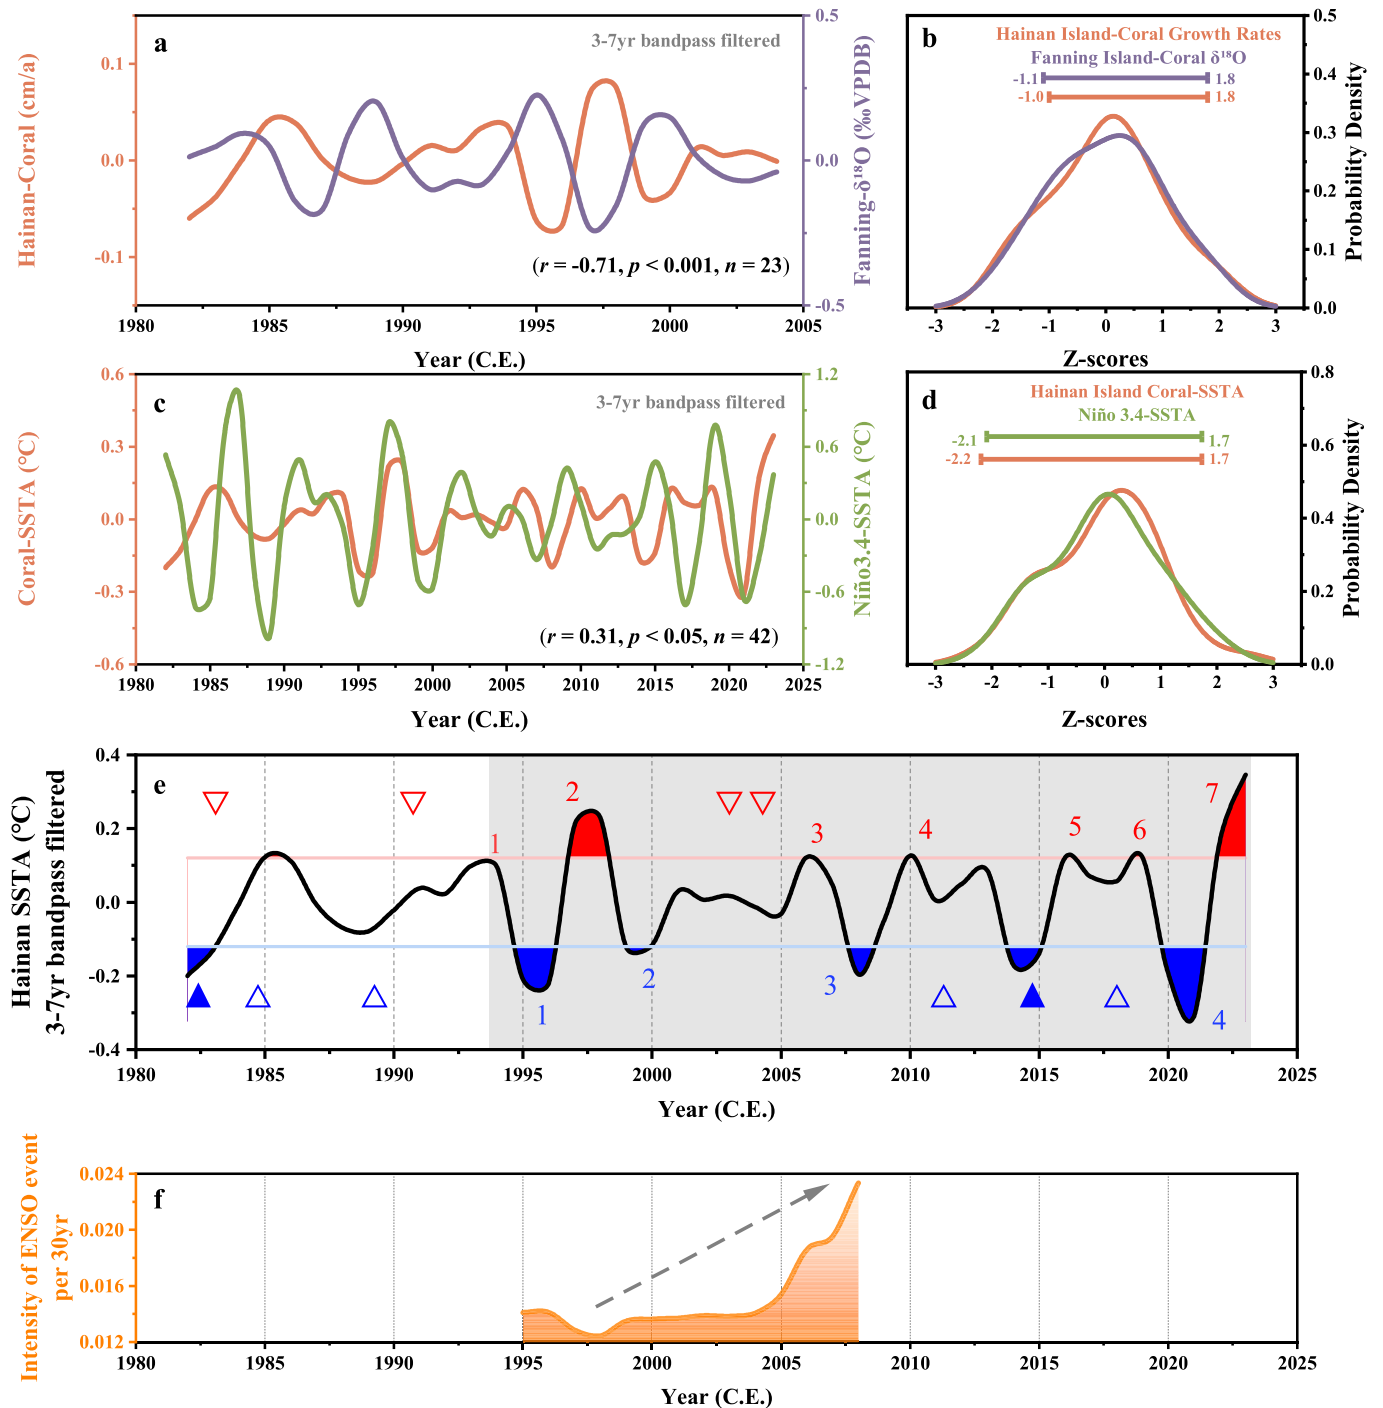 a
3-7yr bandpass filtered
Hainan-Coral (cm/a)
0.1
0.0
-0.1
Fanning-δ¹⁸O (‰VPDB)
0.5
0.0
-0.5
(r = -0.71, p < 0.001, n = 23)
1980 1985 1990 1995 2000 2005
Year (C.E.)
b
Hainan Island-Coral Growth Rates
Fanning Island-Coral δ¹⁸O
-1.1 1.8
-1.0 1.8
Probability Density
0.5
0.4
0.3
0.2
0.1
0.0
-3 -2 -1 0 1 2 3
Z-scores
c
3-7yr bandpass filtered
Coral-SSTA (°C)
0.6
0.3
0.0
-0.3
-0.6
Niño3.4-SSTA (°C)
1.2
0.6
0.0
-0.6
-1.2
(r = 0.31, p < 0.05, n = 42)
1980 1985 1990 1995 2000 2005 2010 2015 2020 2025
Year (C.E.)
d
Hainan Island Coral-SSTA
Niño 3.4-SSTA
-2.1 1.7
-2.2 1.7
Probability Density
0.8
0.6
0.4
0.2
0.0
-3 -2 -1 0 1 2 3
Z-scores
e
Hainan SSTA (°C)
3-7yr bandpass filtered
0.4
0.2
0.0
-0.2
-0.4
1 2 3 4 5 6 7
1 2 3 4
1980 1985 1990 1995 2000 2005 2010 2015 2020 2025
Year (C.E.)
f
Intensity of ENSO event
per 30yr
0.024
0.020
0.016
0.012
1980 1985 1990 1995 2000 2005 2010 2015 2020 2025
Year (C.E.)